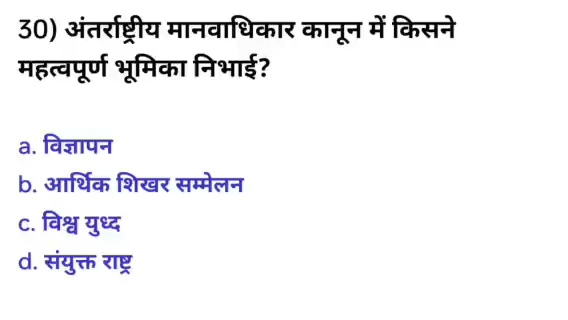 30) अंतर्राष्ट्रीय मानवाधिकार कानून में किसने
महत्वपूर्ण भूमिका निभाई?
a. विज्ञापन
b. आर्थिक शिखर सम्मेलन
c. विश्व युध्द
d. संयुक्त राष्ट्र